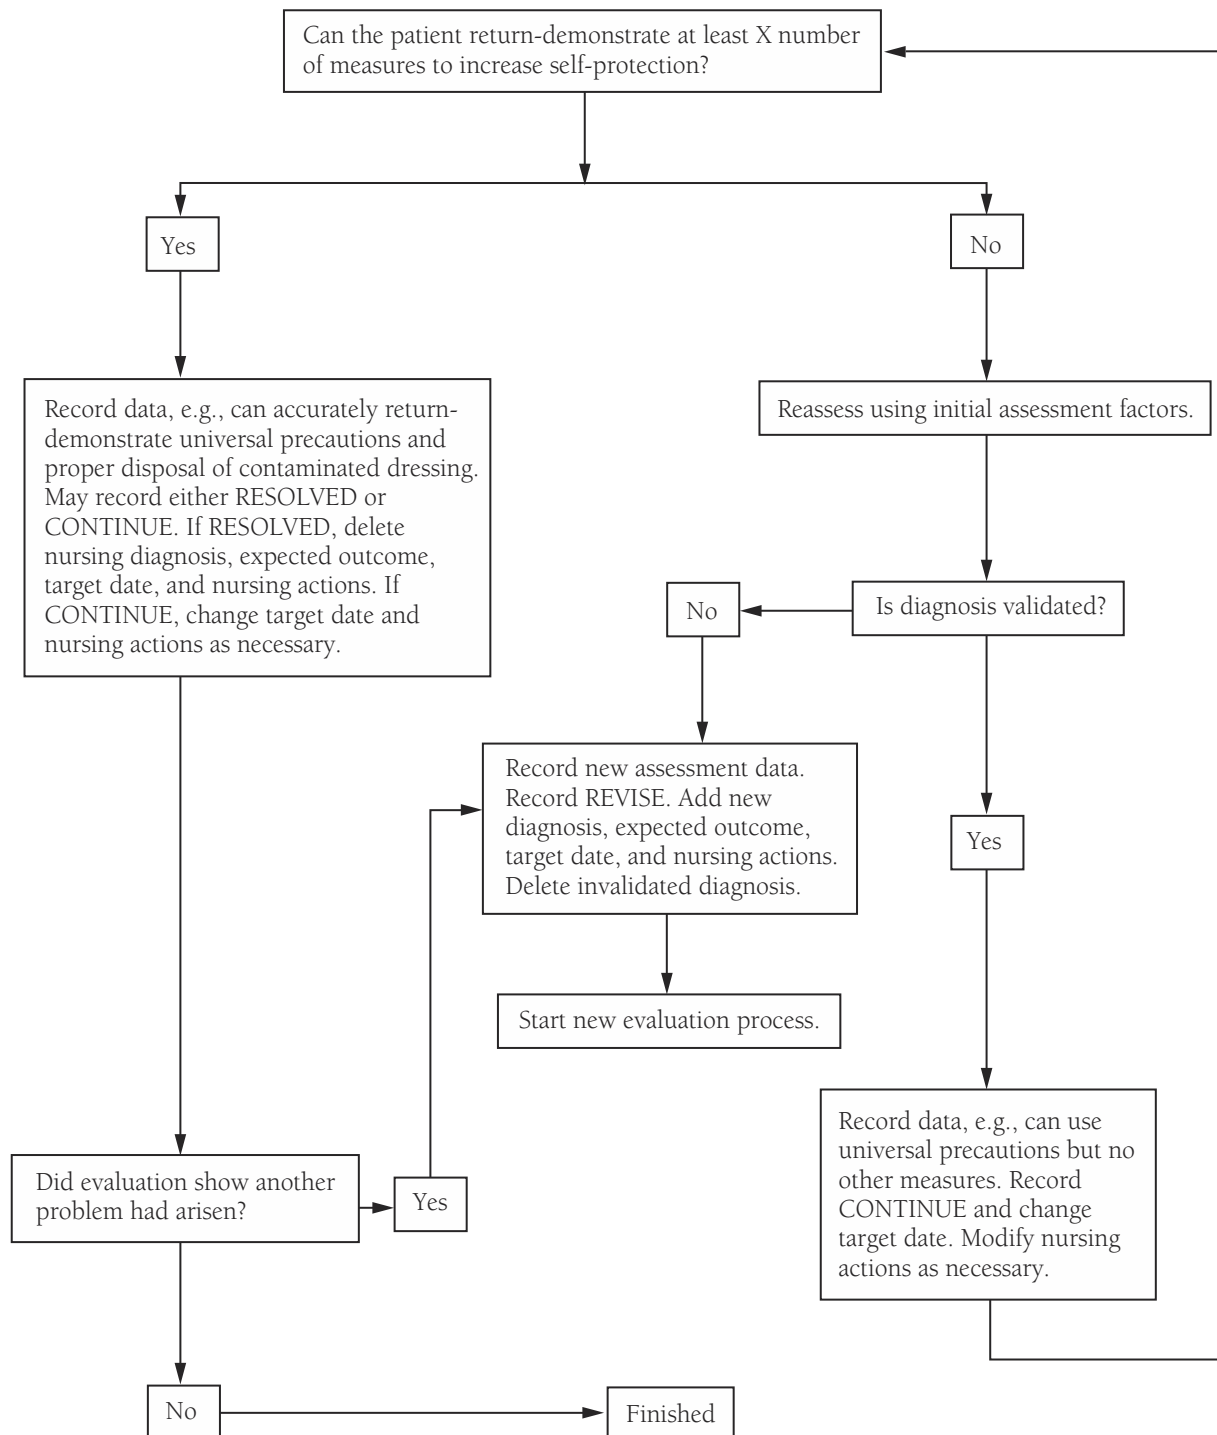 Can the patient return-demonstrate at least X number
of measures to increase self-protection?
Yes
No
Record data, e.g., can accurately return-
demonstrate universal precautions and
proper disposal of contaminated dressing.
May record either RESOLVED or
CONTINUE. If RESOLVED, delete
nursing diagnosis, expected outcome,
target date, and nursing actions. If
CONTINUE, change target date and
nursing actions as necessary.
Reassess using initial assessment factors.
Is diagnosis validated?
No
Record new assessment data.
Record REVISE. Add new
diagnosis, expected outcome,
target date, and nursing actions.
Delete invalidated diagnosis.
Yes
Start new evaluation process.
Record data, e.g., can use
universal precautions but no
other measures. Record
CONTINUE and change
target date. Modify nursing
actions as necessary.
Did evaluation show another
problem had arisen?
Yes
No
Finished